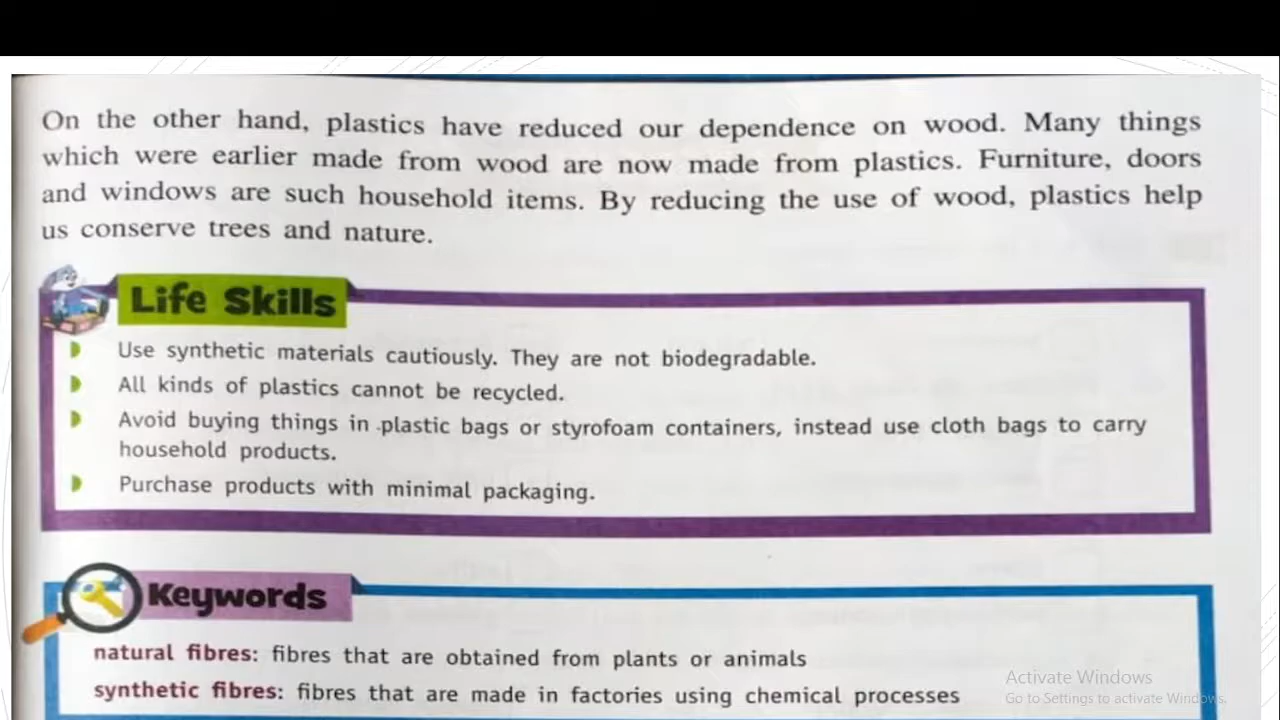 On the other hand, plastics have reduced our dependence on wood. Many things
which were earlier made from wood are now made from plastics. Furniture, doors
and windows are such household items. By reducing the use of wood, plastics help
us conserve trees and nature.
Life Skills
Use synthetic materials cautiously. They are not biodegradable.
All kinds of plastics cannot be recycled.
Avoid buying things in plastic bags or styrofoam containers, instead use cloth bags to carry
household products.
Purchase products with minimal packaging.
Keywords
natural fibres: fibres that are obtained from plants or animals
synthetic fibres: fibres that are made in factories using chemical processes
Activate Windows
Go to Settings to activate Windows.